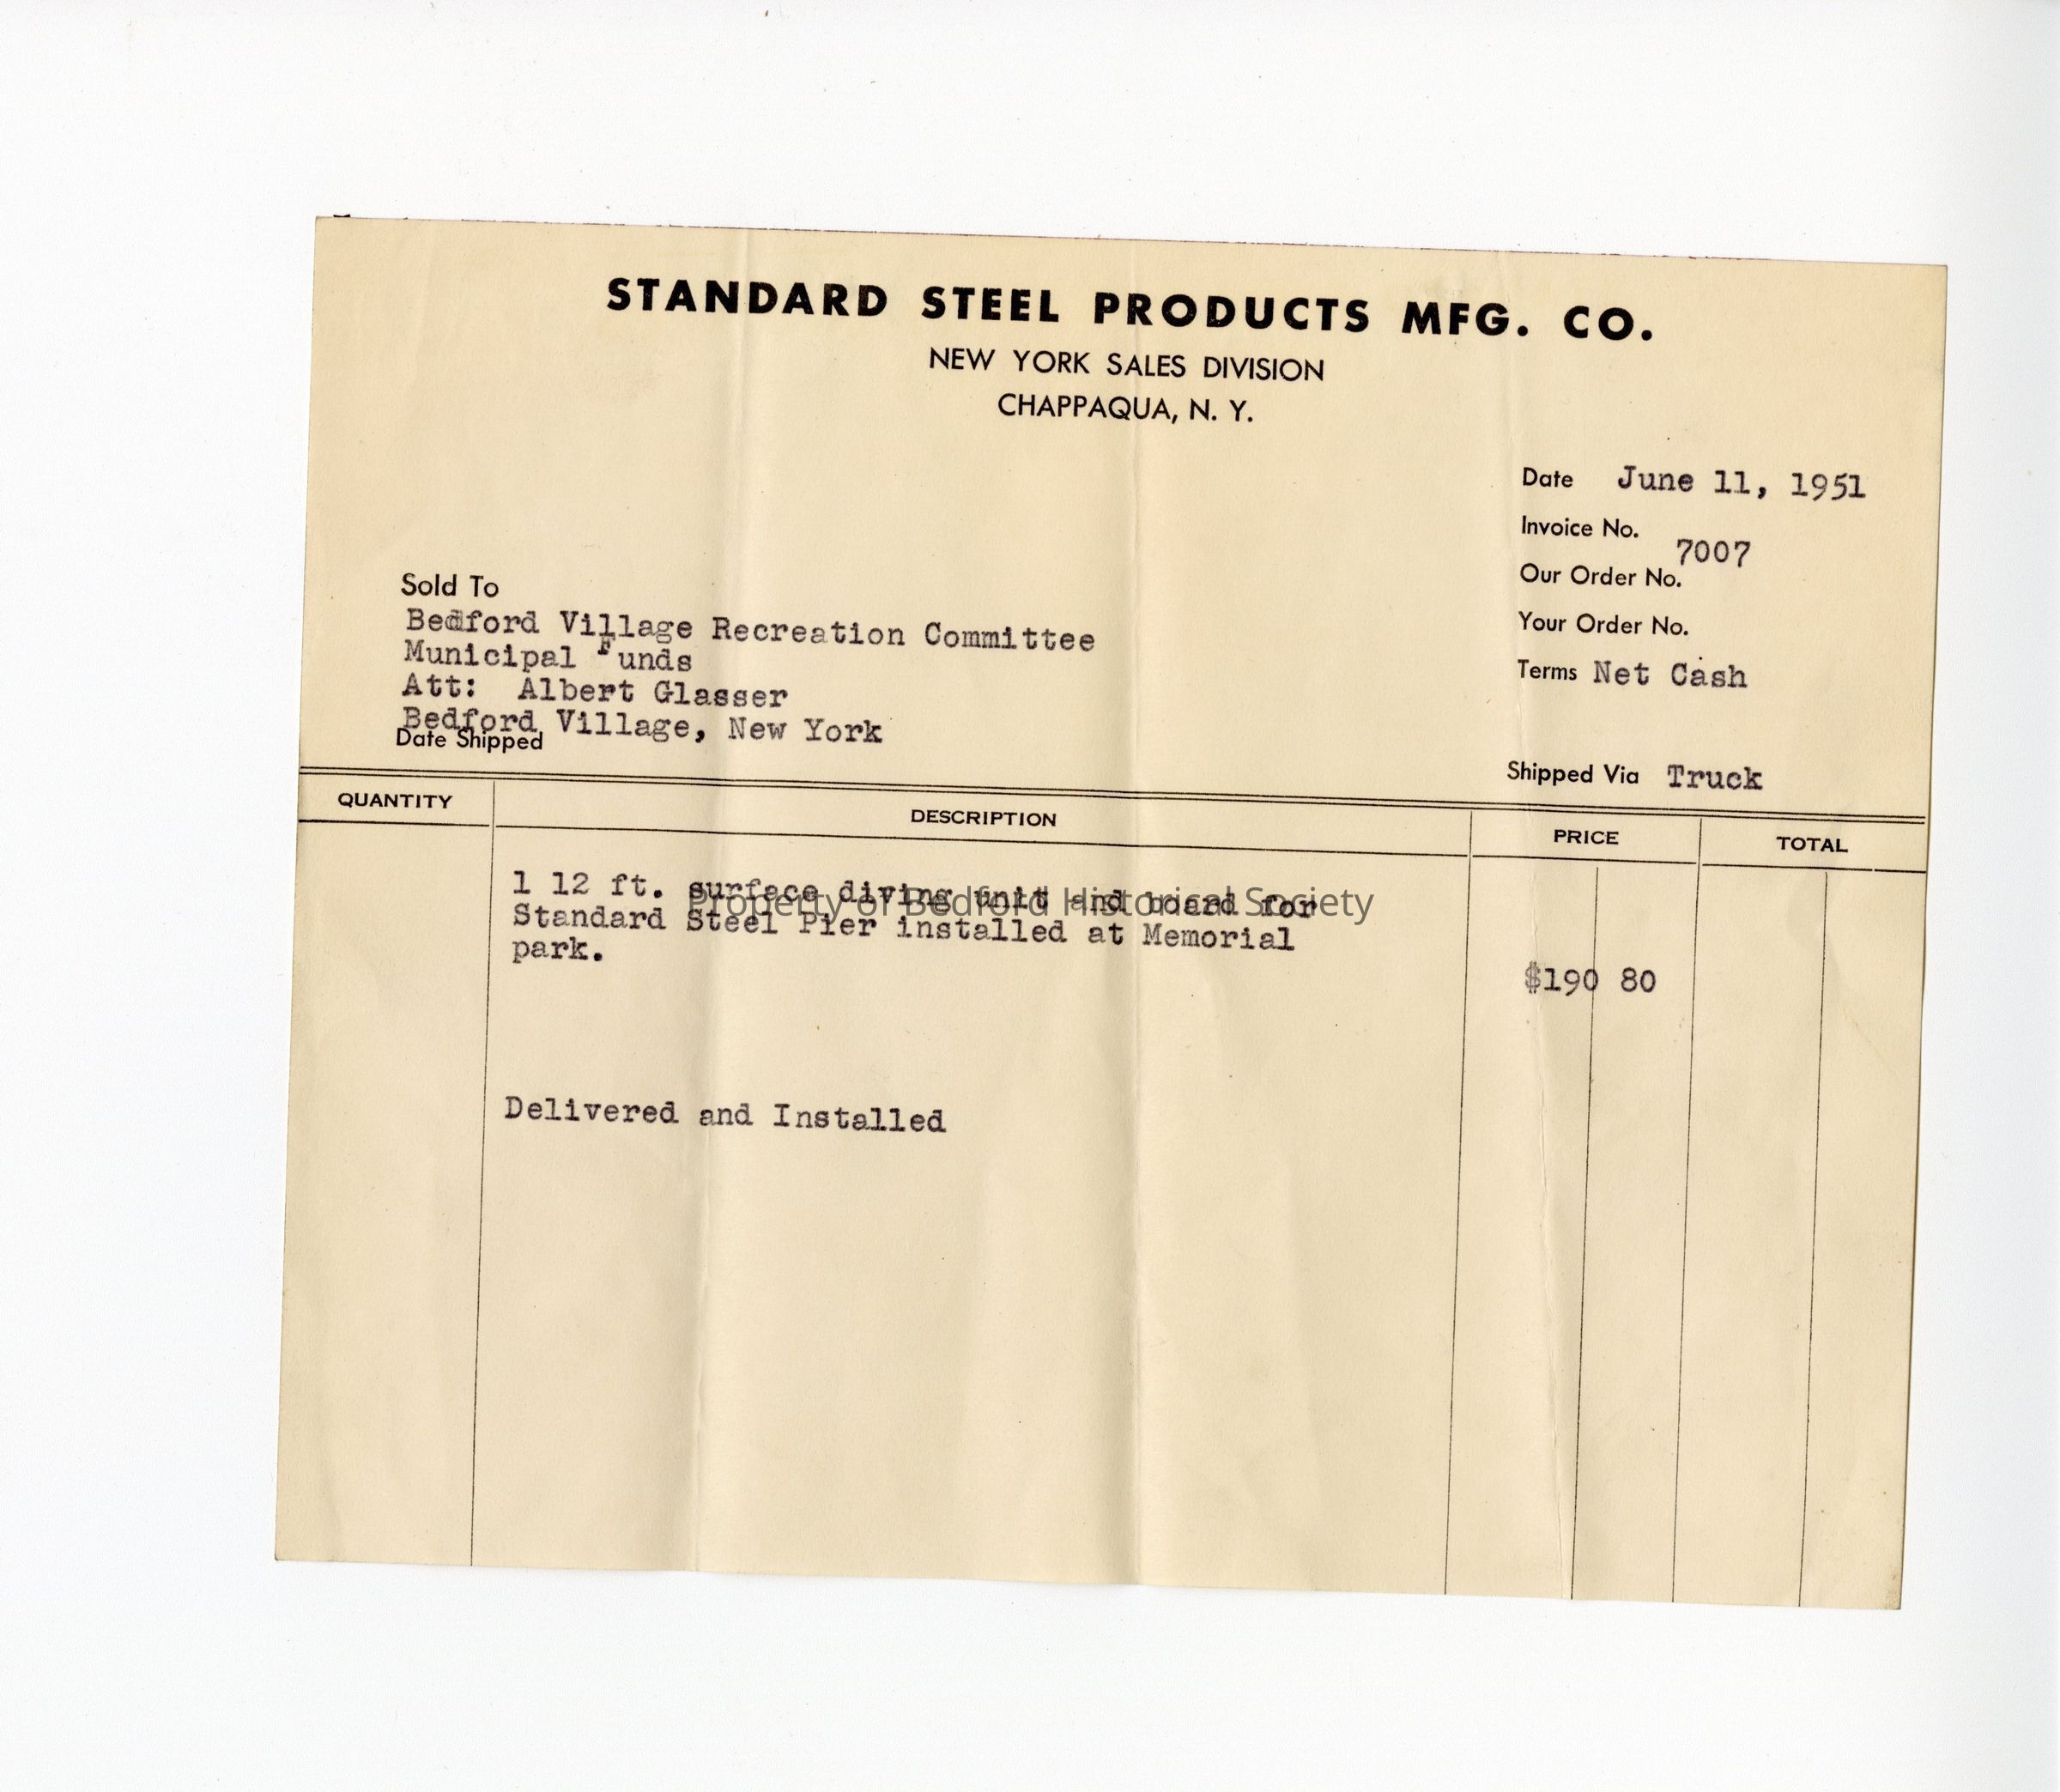 STANDARD STEEL PRODUCTS MFG. CO.
NEW YORK SALES DIVISION
CHAPPAQUA, N. Y.
Date June 11, 1951
Invoice No.
7007
Our Order No.
Your Order No.
Terms Net Cash
Sold To
Bedford Village Recreation Committee
Municipal Funds
Att: Albert Glasser
Bedford Village, New York
Date Shipped
Shipped Via Truck
QUANTITY DESCRIPTION PRICE TOTAL
1 12 ft. surface diving unit and board for
Property of Bedford Historical Society
Standard Steel Pier installed at Memorial
park.
$190 80
Delivered and Installed